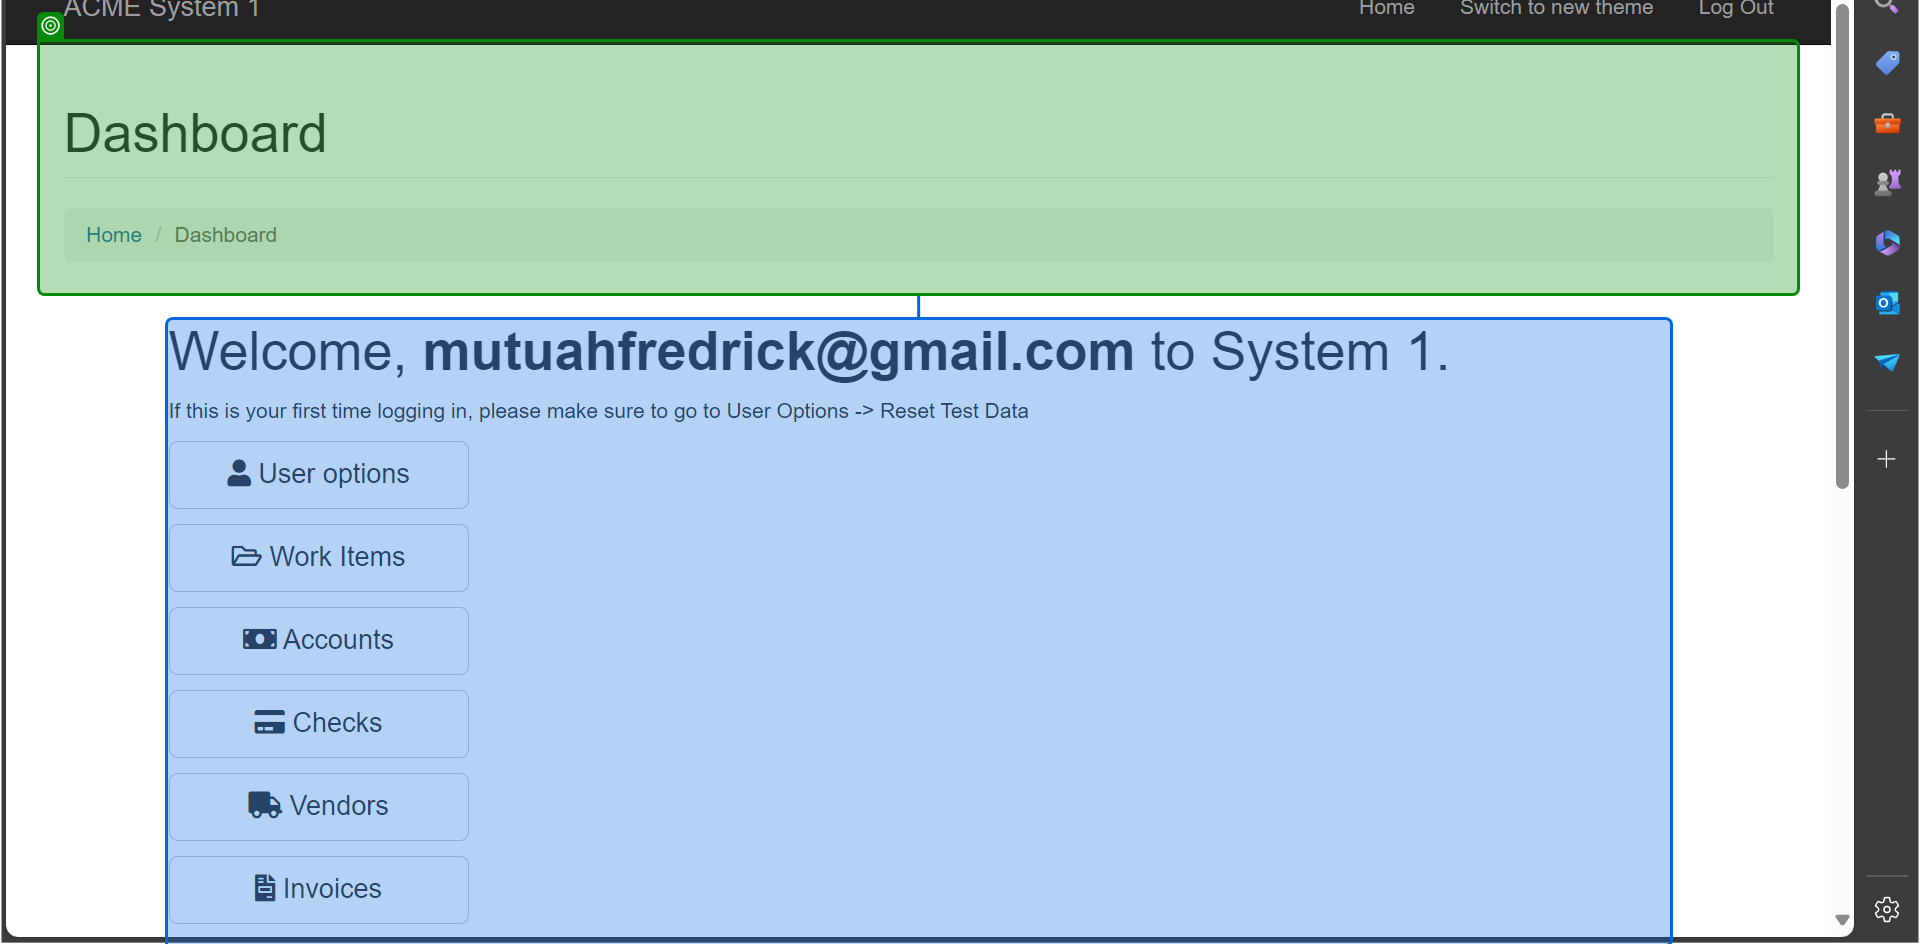 ACME System 1
Home Switch to new theme Log Out
Dashboard
Home / Dashboard
Welcome, mutuahfredrick@gmail.com to System 1.
If this is your first time logging in, please make sure to go to User Options -> Reset Test Data
User options
Work Items
Accounts
Checks
Vendors
Invoices